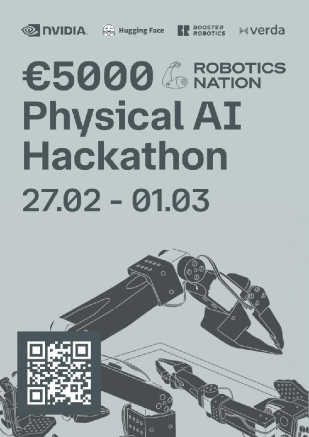 NVIDIA. Hugging Face BOOSTER ROBOTICS verda
€5000 ROBOTICS NATION
Physical AI
Hackathon
27.02 - 01.03